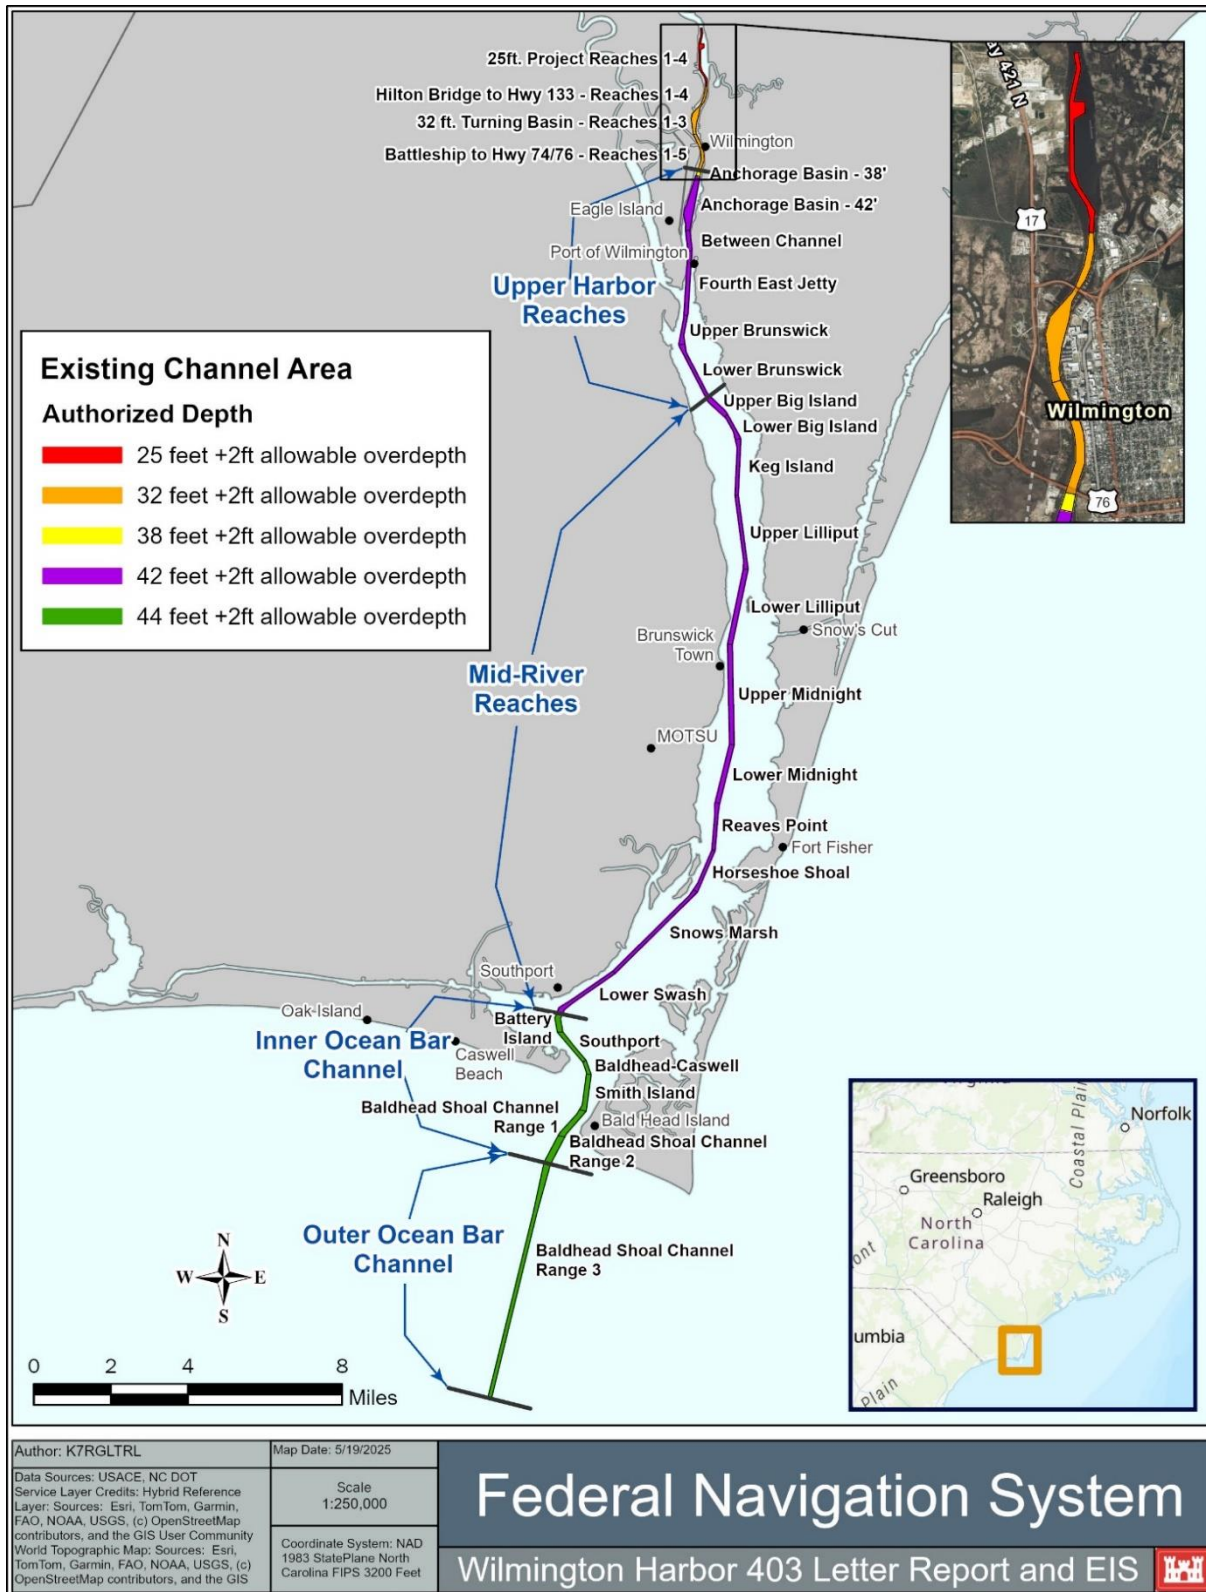 25ft. Project Reaches 1-4
Hilton Bridge to Hwy 133 - Reaches 1-4
32 ft. Turning Basin - Reaches 1-3
Wilmington
Battleship to Hwy 74/76 - Reaches 1-5
Anchorage Basin - 38'
Anchorage Basin - 42'
Eagle Island
Between Channel
Port of Wilmington
Fourth East Jetty
Upper Harbor
Reaches
Upper Brunswick
Lower Brunswick
Upper Big Island
Lower Big Island
Keg Island
Upper Lilliput
Lower Lilliput
Snow's Cut
Brunswick
Town
Mid-River
Reaches
Upper Midnight
MOTSU
Lower Midnight
Reaves Point
Fort Fisher
Horseshoe Shoal
Snows Marsh
Southport
Lower Swash
Oak Island
Battery
Island
Inner Ocean Bar
Channel
Southport
Caswell
Beach
Baldhead-Caswell
Smith Island
Baldhead Shoal Channel
Range 1
Bald Head Island
Baldhead Shoal Channel
Range 2
Outer Ocean Bar
Channel
Baldhead Shoal Channel
Range 3
Existing Channel Area
Authorized Depth
25 feet +2ft allowable overdepth
32 feet +2ft allowable overdepth
38 feet +2ft allowable overdepth
42 feet +2ft allowable overdepth
44 feet +2ft allowable overdepth
421 N
17
Wilmington
76
Norfolk
Coastal Plain
Greensboro
Raleigh
North
Carolina
ont
umbia
Plain
N
W E
S
0 2 4 8
Miles
Author: K7RGLTRL
Data Sources: USACE, NC DOT
Service Layer Credits: Hybrid Reference
Layer: Sources: Esri, TomTom, Garmin,
FAO, NOAA, USGS, (c) OpenStreetMap
contributors, and the GIS User Community
World Topographic Map: Sources: Esri,
TomTom, Garmin, FAO, NOAA, USGS, (c)
OpenStreetMap contributors, and the GIS
Map Date: 5/19/2025
Scale
1:250,000
Coordinate System: NAD
1983 StatePlane North
Carolina FIPS 3200 Feet
Federal Navigation System
Wilmington Harbor 403 Letter Report and EIS